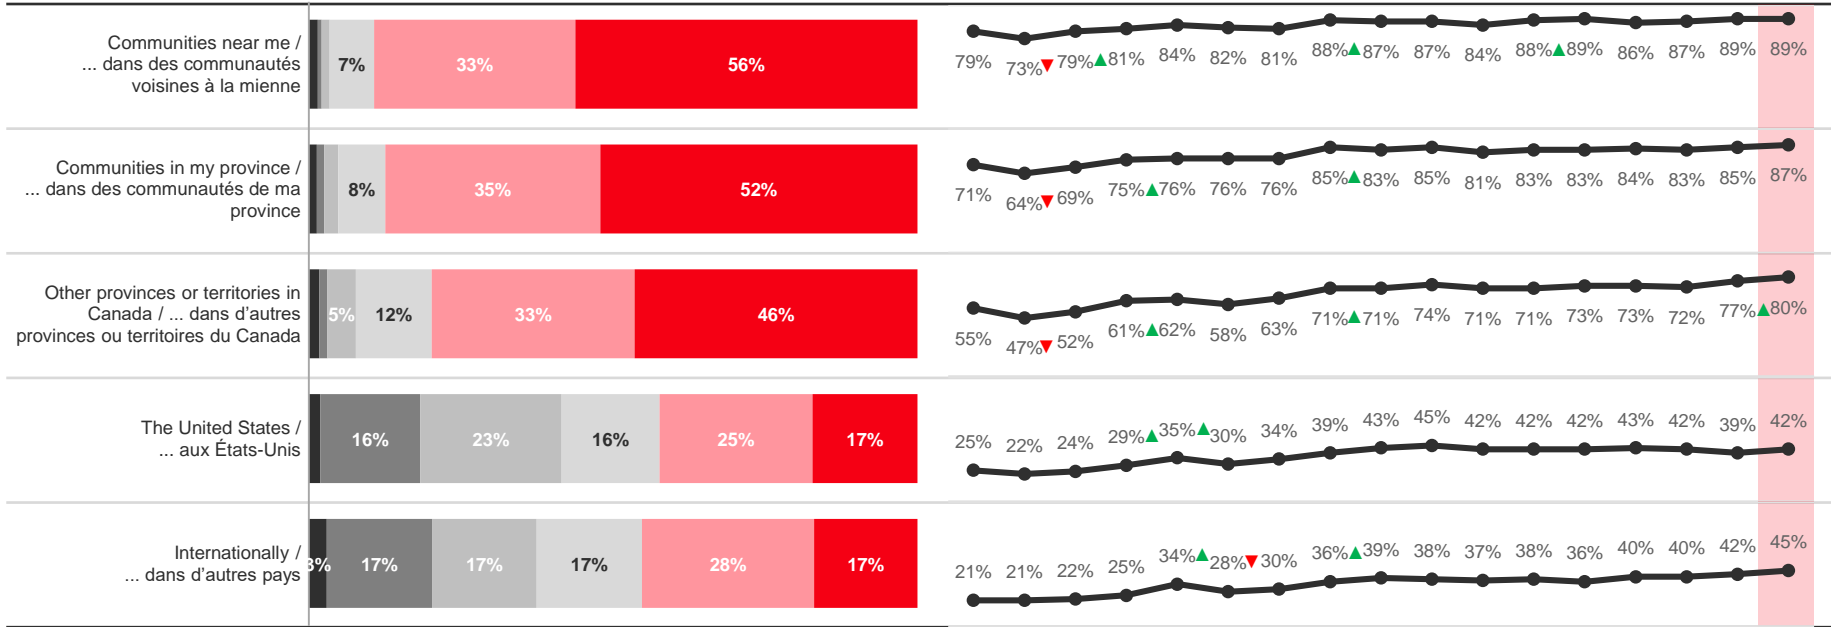 Communities near me /
... dans des communautés
voisines à la mienne
7% 33% 56%
79% 73%▼ 79%▲ 81% 84% 82% 81% 88%▲ 87% 87% 84% 88%▲ 89% 86% 87% 89% 89%
Communities in my province /
... dans des communautés de ma
province
8% 35% 52%
71% 64%▼ 69% 75%▲ 76% 76% 76% 85%▲ 83% 85% 81% 83% 83% 84% 83% 85% 87%
Other provinces or territories in
Canada / ... dans d'autres
provinces ou territoires du Canada
5% 12% 33% 46%
55% 47%▼ 52% 61%▲ 62% 58% 63% 71%▲ 71% 74% 71% 71% 73% 73% 72% 77%▲ 80%
The United States /
... aux États-Unis
16% 23% 16% 25% 17%
25% 22% 24% 29%▲ 35%▲ 30% 34% 39% 43% 45% 42% 42% 42% 43% 42% 39% 42%
Internationally /
... dans d'autres pays
3% 17% 17% 17% 28% 17%
21% 21% 22% 25% 34%▲ 28%▼ 30% 36%▲ 39% 38% 37% 38% 36% 40% 40% 42% 45%